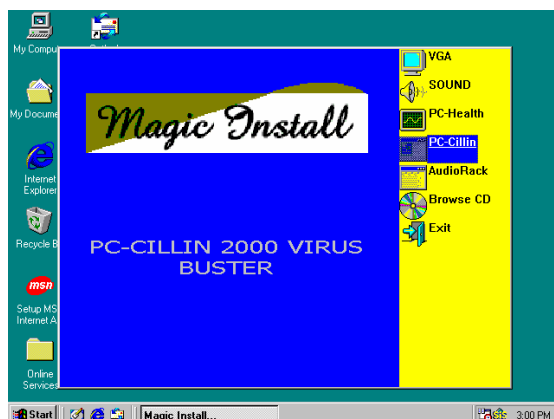 My Compu
My Docume
Internet
Explorer
Recycle B
msn
Setup MS
Internet A
Online
Services
Magic Install
PC-CILLIN 2000 VIRUS
BUSTER
VGA
SOUND
PC-Health
PC-Cillin
AudioRack
Browse CD
Exit
Start
Magic Install...
3:00 PM